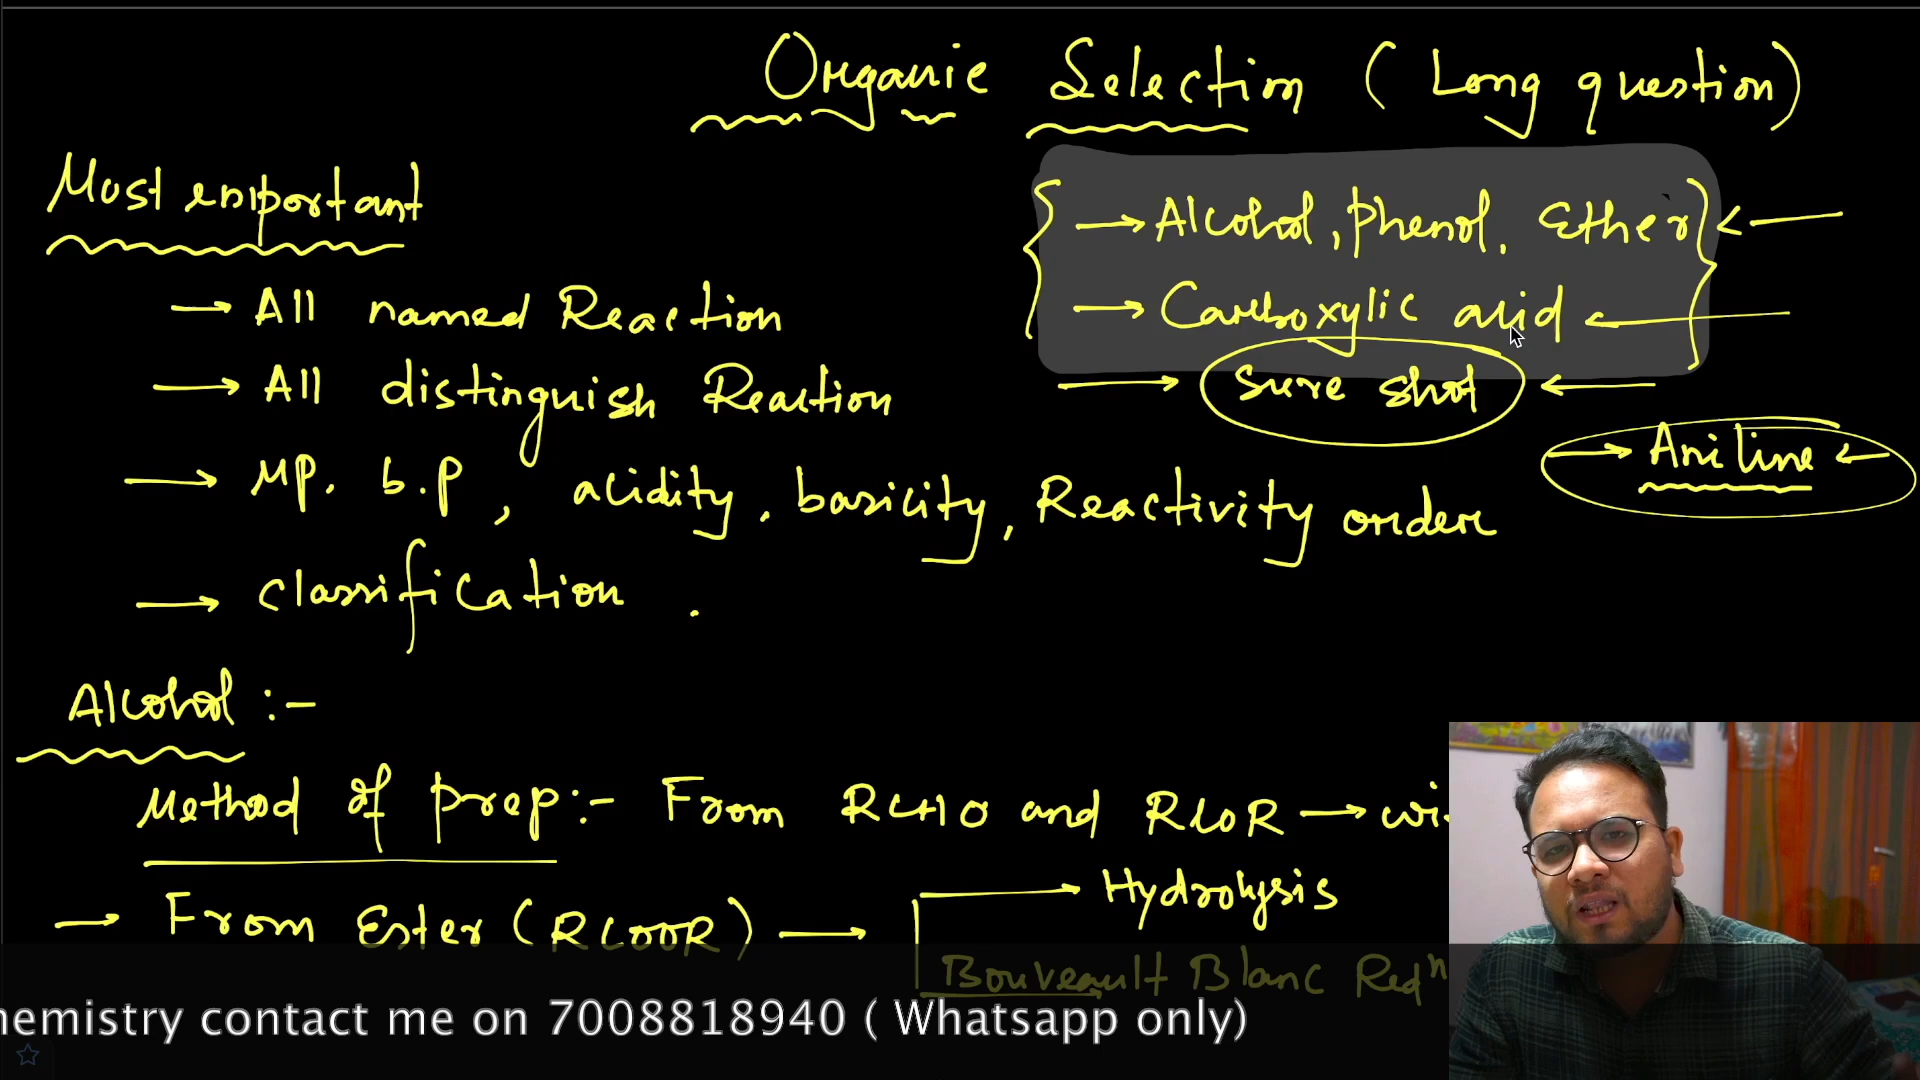 Organic Selection (Long question)
Most important
→ Alcohol, phenol, Ether
→ Carboxylic acid
→ All named Reaction
→ sure shot ←
→ All distinguish Reaction
→ Aniline ←
→ MP. b.p, acidity, basicity, Reactivity order
→ classification.
Alcohol :-
Method of prep:- From RCHO and RCOR →
→ From Ester (RCOOR) → Hydrolysis
Bouveault Blanc Redⁿ
hemistry contact me on 7008818940 ( Whatsapp only)